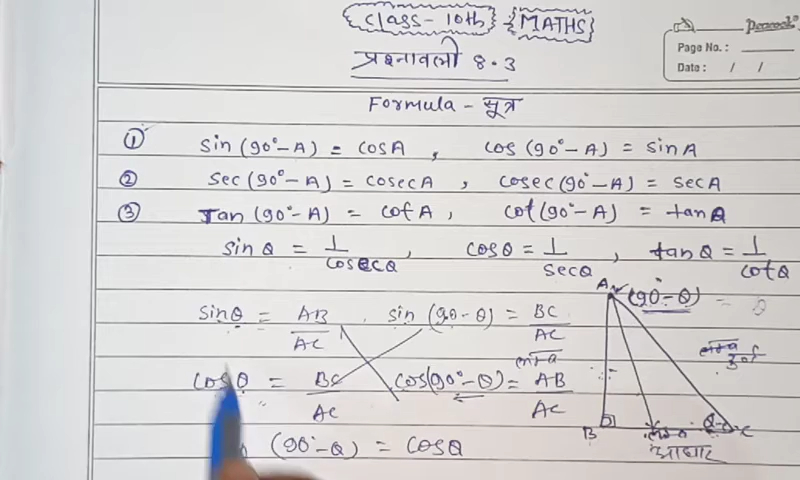 Class-10th MATHS
Peacock
Page No. :
Date : / /
प्रश्नावली 8.3
Formula - सूत्र
① sin(90°-A) = cosA, cos(90°-A) = sinA
② sec(90°-A) = cosecA, cosec(90°-A) = secA
③ Tan(90°-A) = cotA, cot(90°-A) = tanθ
sinθ = 1/cosecθ, cosθ = 1/secθ, tanθ = 1/cotθ
A (90-θ) = θ
sinθ = AB/AC, sin(90-θ) = BC/AC
लम्ब
cosθ = BC/AC cos(90°-θ) = AB/AC
B θ C
आधार
(90°-θ) = cosθ